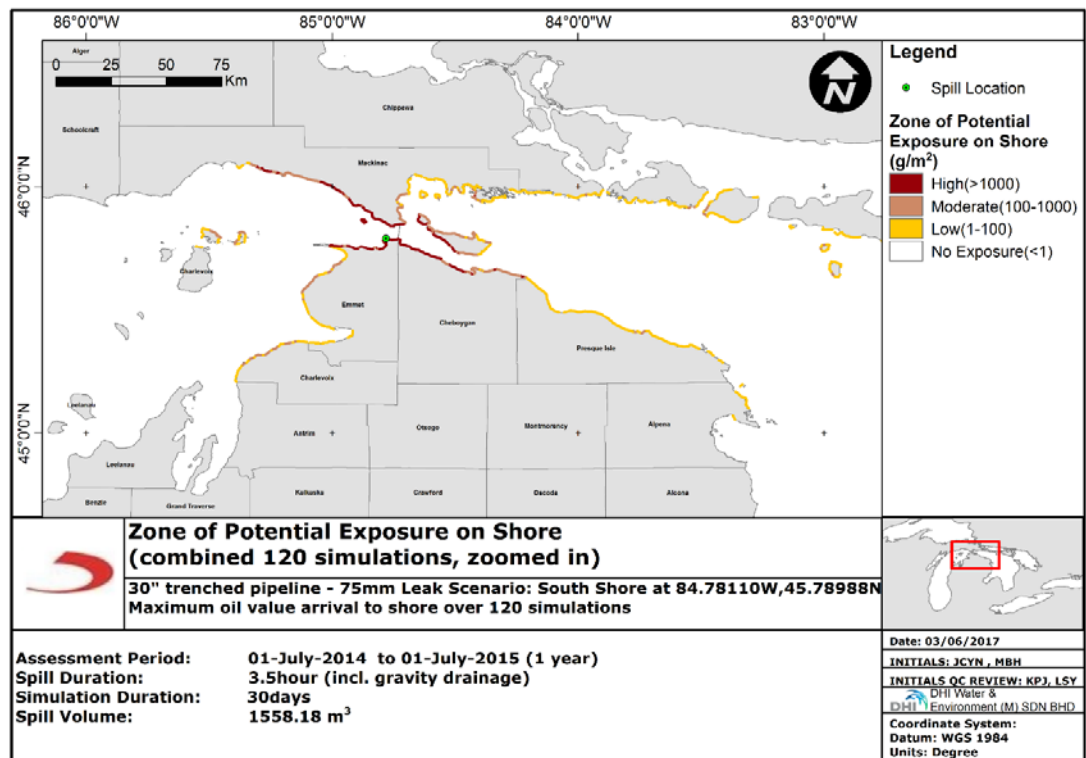 86°0'0"W
85°0'0"W
84°0'0"W
83°0'0"W
46°0'0"N
45°0'0"N
0 25 50 75
Km
N
Alger
Schoolcraft
Chippewa
Mackinac
Charlevoix
Emmet
Cheboygan
Presque Isle
Charlevoix
Leelanau
Antrim
Otsego
Montmorency
Alpena
Leelanau
Benzie
Grand Traverse
Kalkaska
Crawford
Oscoda
Alcona
Legend
Spill Location
Zone of Potential
Exposure on Shore
(g/m²)
High(>1000)
Moderate(100-1000)
Low(1-100)
No Exposure(<1)
Zone of Potential Exposure on Shore
(combined 120 simulations, zoomed in)
30" trenched pipeline - 75mm Leak Scenario: South Shore at 84.78110W,45.78988N
Maximum oil value arrival to shore over 120 simulations
Assessment Period: 01-July-2014 to 01-July-2015 (1 year)
Spill Duration: 3.5hour (incl. gravity drainage)
Simulation Duration: 30days
Spill Volume: 1558.18 m³
Date: 03/06/2017
INITIALS: JCYN , MBH
INITIALS QC REVIEW: KPJ, LSY
DHI
DHI Water &
Environment (M) SDN BHD
Coordinate System:
Datum: WGS 1984
Units: Degree